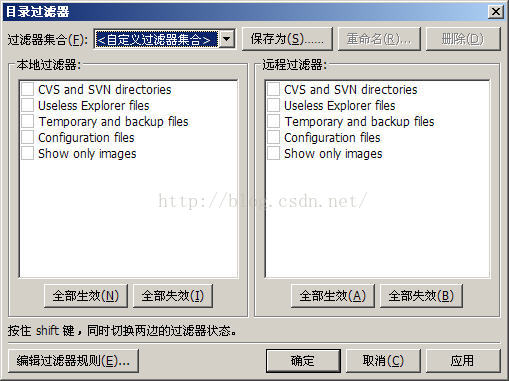 目录过滤器
过滤器集合(F): <自定义过滤器集合> 保存为(S)...... 重命名(R)... 删除(D)
本地过滤器:
CVS and SVN directories
Useless Explorer files
Temporary and backup files
Configuration files
Show only images
全部生效(N) 全部失效(I)
远程过滤器:
CVS and SVN directories
Useless Explorer files
Temporary and backup files
Configuration files
Show only images
全部生效(A) 全部失效(B)
http://blog.csdn.net/
按住 shift 键，同时切换两边的过滤器状态。
编辑过滤器规则(E)... 确定 取消(C) 应用